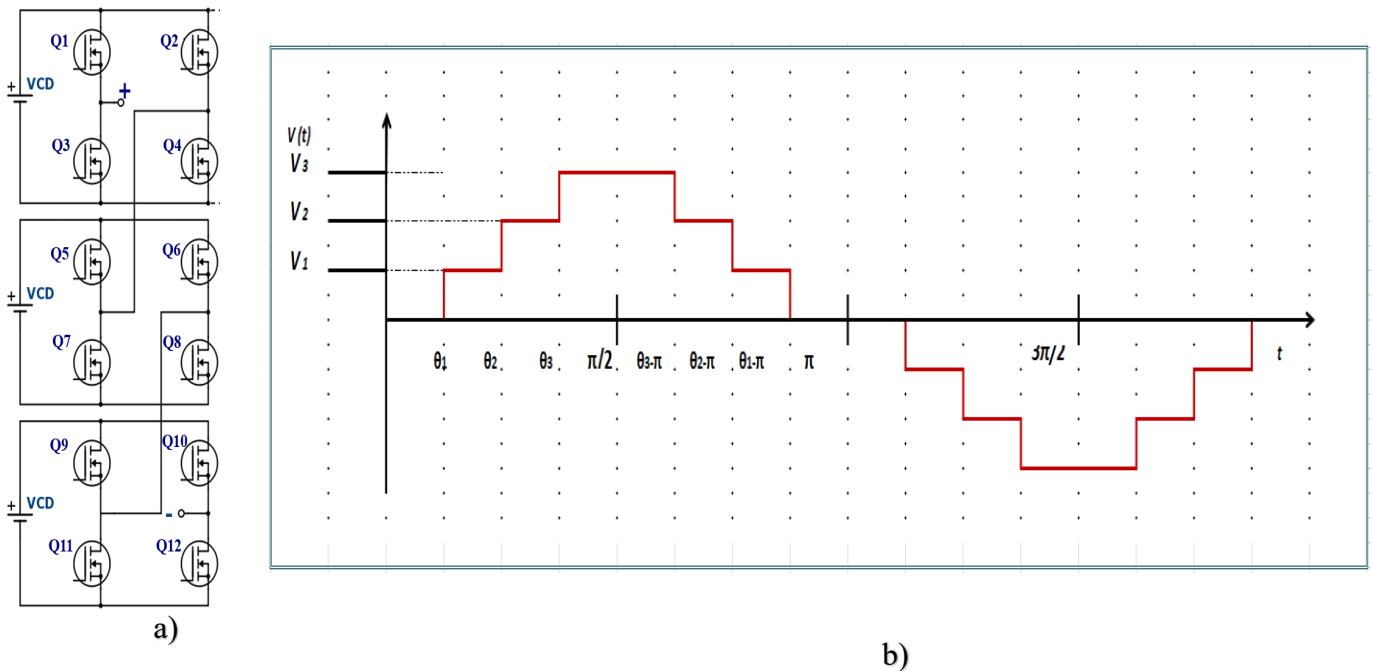 Q1 Q2
+ VCD +
Q3 Q4
Q5 Q6
+ VCD
Q7 Q8
Q9 Q10
+ VCD
-
Q11 Q12
a)
V(t)
V3
V2
V1
θ1 θ2 θ3 π/2 θ3-π θ2-π θ1-π π 3π/2 t
b)